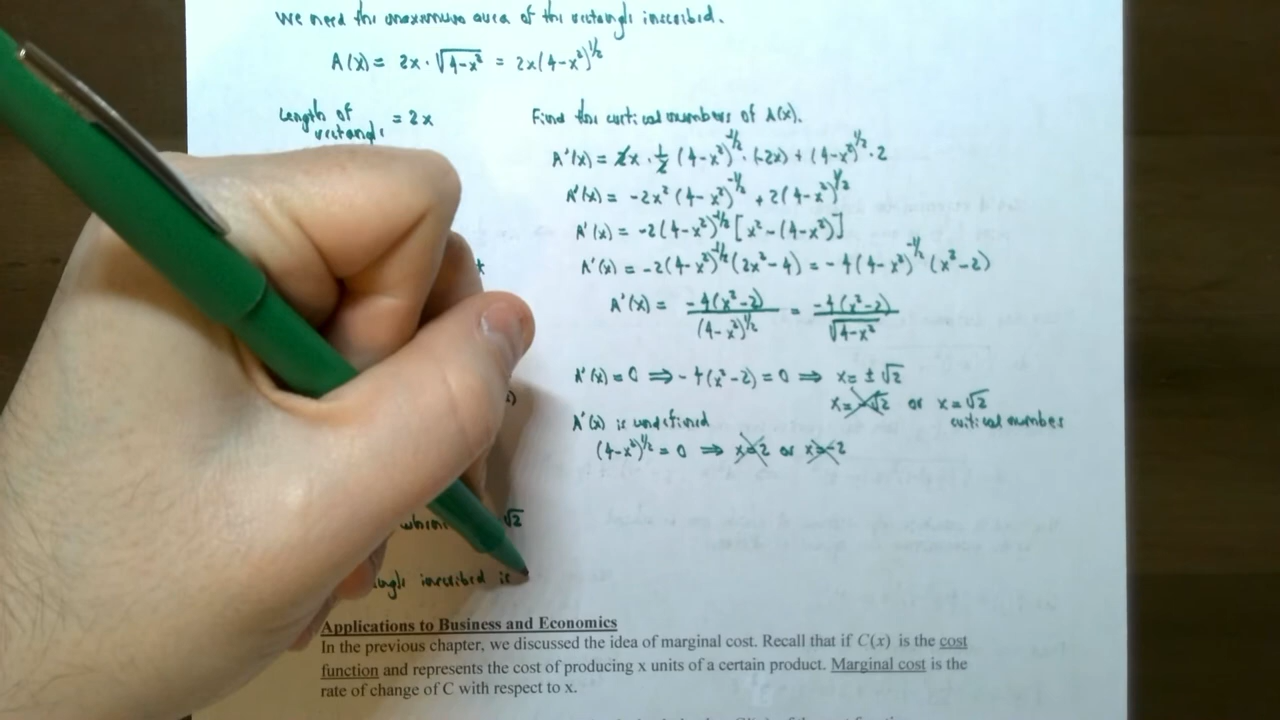 We need the maximum area of the rectangle inscribed.
A(x) = 2x · √4-x² = 2x(4-x²)^1/2
Length of rectangle = 2x
Find the critical numbers of A(x).
A'(x) = 2x · 1/2 (4-x²)^-1/2 · (-2x) + (4-x²)^1/2 · 2
A'(x) = -2x² (4-x²)^-1/2 + 2(4-x²)^1/2
A'(x) = -2(4-x²)^-1/2 [x² - (4-x²)]
A'(x) = -2(4-x²)^-1/2 (2x²-4) = -4(4-x²)^-1/2 (x²-2)
A'(x) = -4(x²-2) / (4-x²)^1/2 = -4(x²-2) / √4-x²
A'(x) = 0 ⇒ -4(x²-2) = 0 ⇒ x = ±√2
x = -√2 or x = √2
critical number
A'(x) is undefined
(4-x²)^1/2 = 0 ⇒ x=2 or x=-2
√2
inscribed is
Applications to Business and Economics
In the previous chapter, we discussed the idea of marginal cost. Recall that if C(x) is the cost
function and represents the cost of producing x units of a certain product. Marginal cost is the
rate of change of C with respect to x.